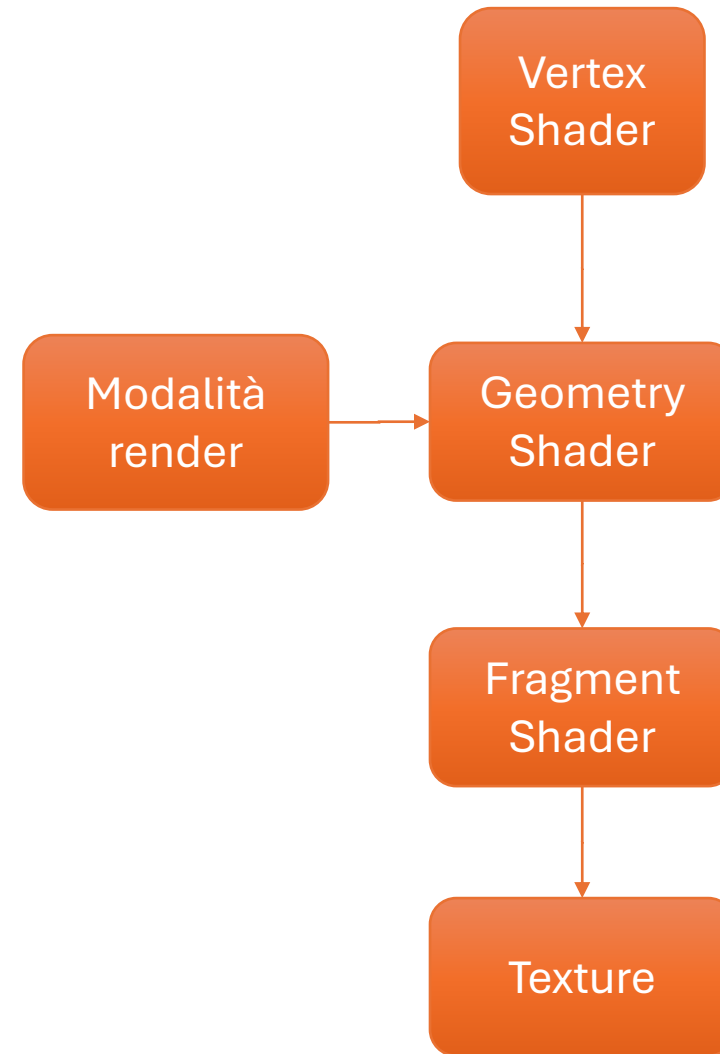 Vertex
Shader
Modalità
render
Geometry
Shader
Fragment
Shader
Texture